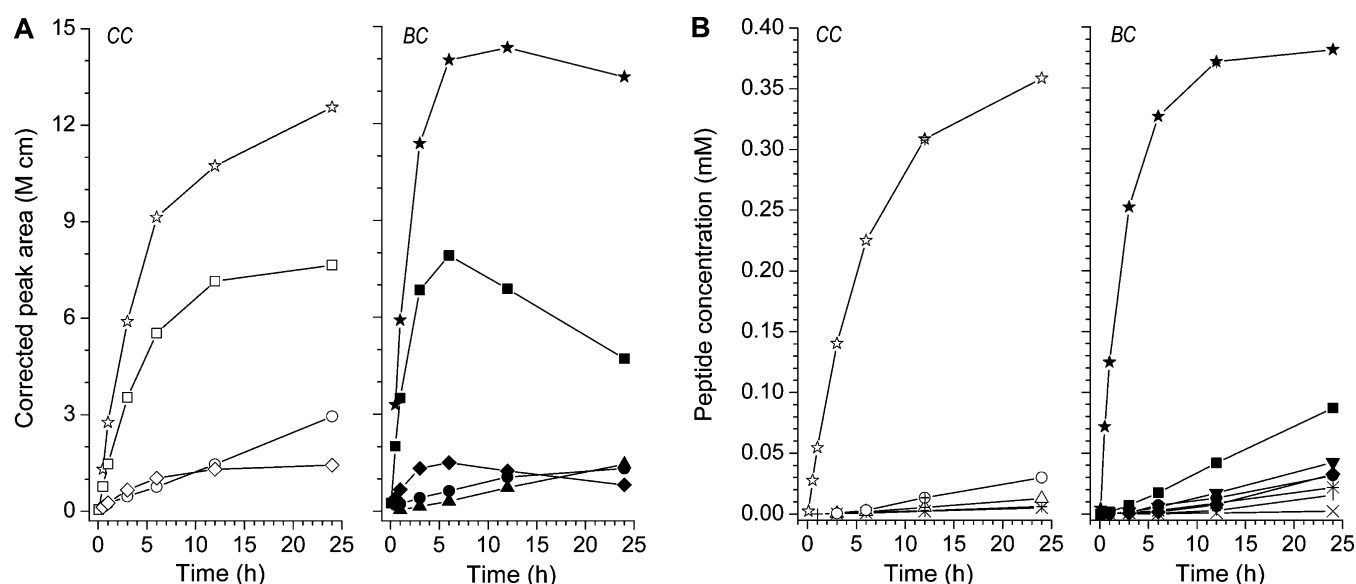 A
CC
BC
15
12
9
6
3
0
Corrected peak area (M cm)
0 5 10 15 20 25
Time (h)
0 5 10 15 20 25
Time (h)
B
CC
BC
0.40
0.35
0.30
0.25
0.20
0.15
0.10
0.05
0.00
Peptide concentration (mM)
0 5 10 15 20 25
Time (h)
0 5 10 15 20 25
Time (h)